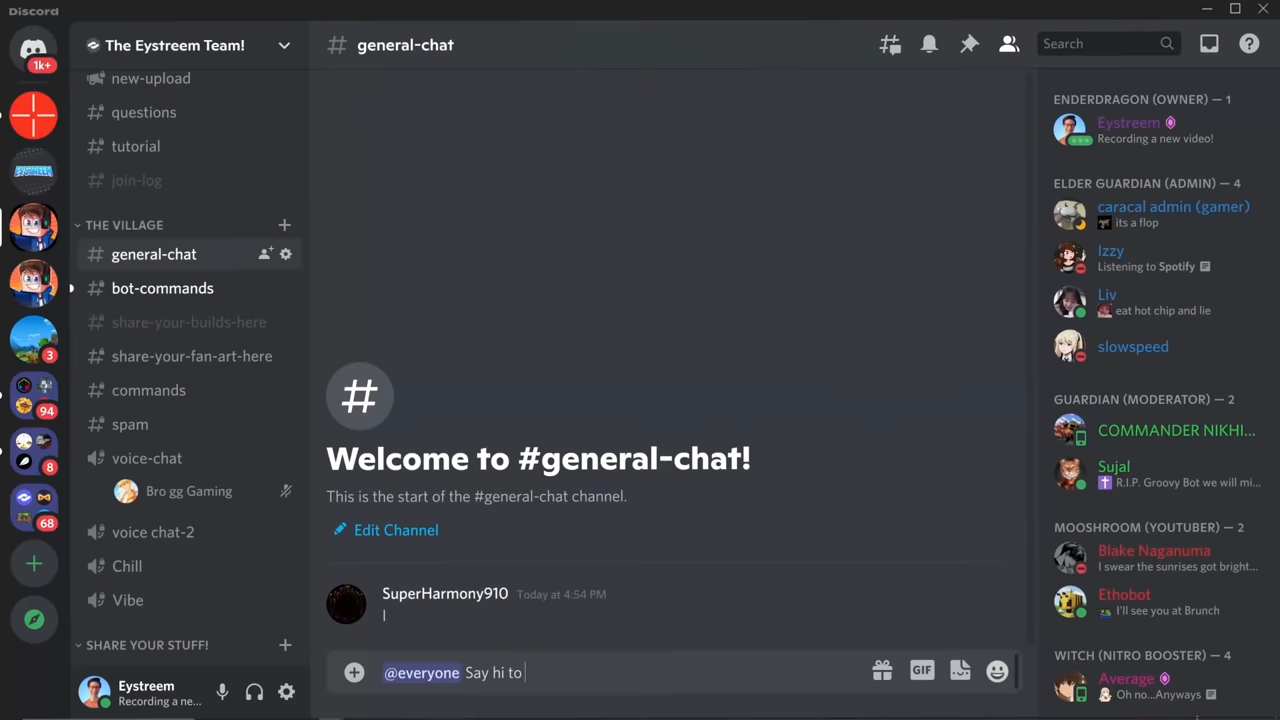 Discord
1k+
EYSTREEM
3
94
8
68
The Eystreem Team!
new-upload
questions
tutorial
join-log
THE VILLAGE
general-chat
bot-commands
share-your-builds-here
share-your-fan-art-here
commands
spam
voice-chat
Bro gg Gaming
voice chat-2
Chill
Vibe
SHARE YOUR STUFF!
Eystreem
Recording a ne...
# general-chat
Search
#
Welcome to #general-chat!
This is the start of the #general-chat channel.
Edit Channel
SuperHarmony910 Today at 4:54 PM
l
@everyone Say hi to
GIF
ENDERDRAGON (OWNER) — 1
Eystreem
Recording a new video!
ELDER GUARDIAN (ADMIN) — 4
caracal admin (gamer)
its a flop
Izzy
Listening to Spotify
Liv
eat hot chip and lie
slowspeed
GUARDIAN (MODERATOR) — 2
COMMANDER NIKHI...
Sujal
R.I.P. Groovy Bot we will mi...
MOOSHROOM (YOUTUBER) — 2
Blake Naganuma
I swear the sunrises got bright...
Ethobot
I'll see you at Brunch
WITCH (NITRO BOOSTER) — 4
Average
Oh no...Anyways